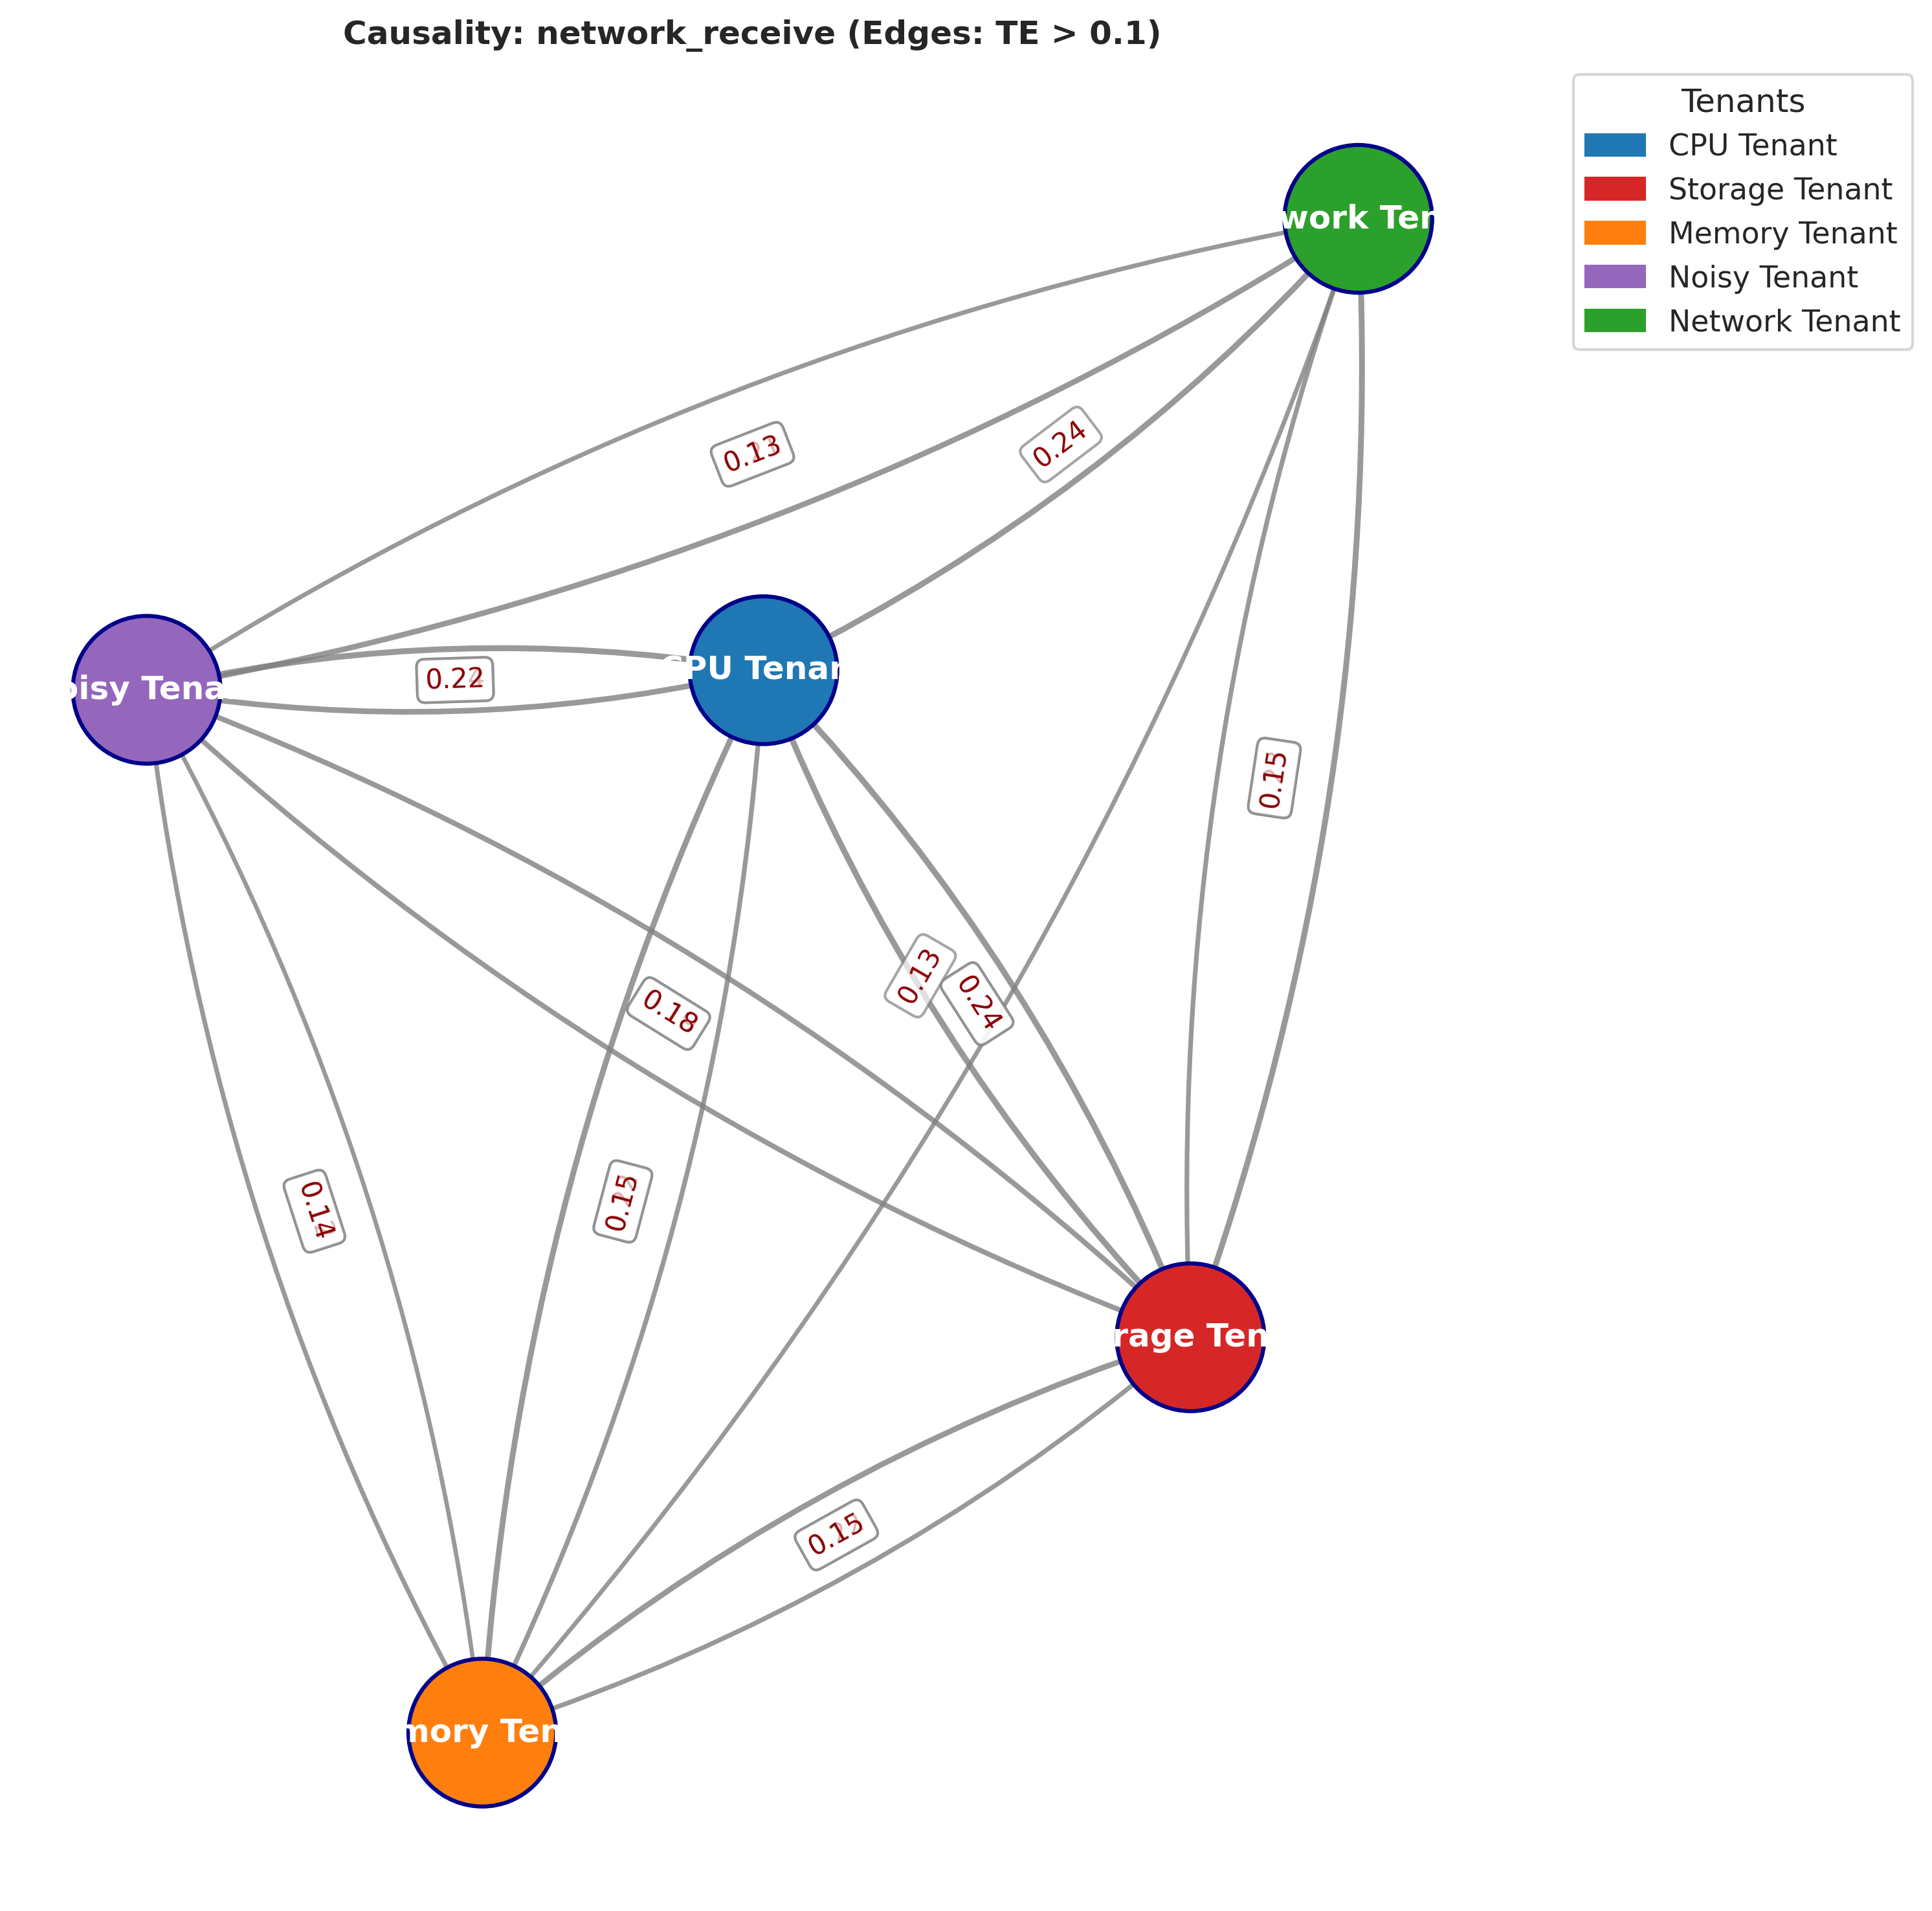 Causality: network_receive (Edges: TE > 0.1)
Tenants
CPU Tenant
Storage Tenant
Memory Tenant
Noisy Tenant
Network Tenant
work Ten
0.24
0.13
CPU Tenan
0.22
oisy Tena
0.15
0.13
0.24
0.18
0.15
0.14
rage Ten
0.15
mory Ten